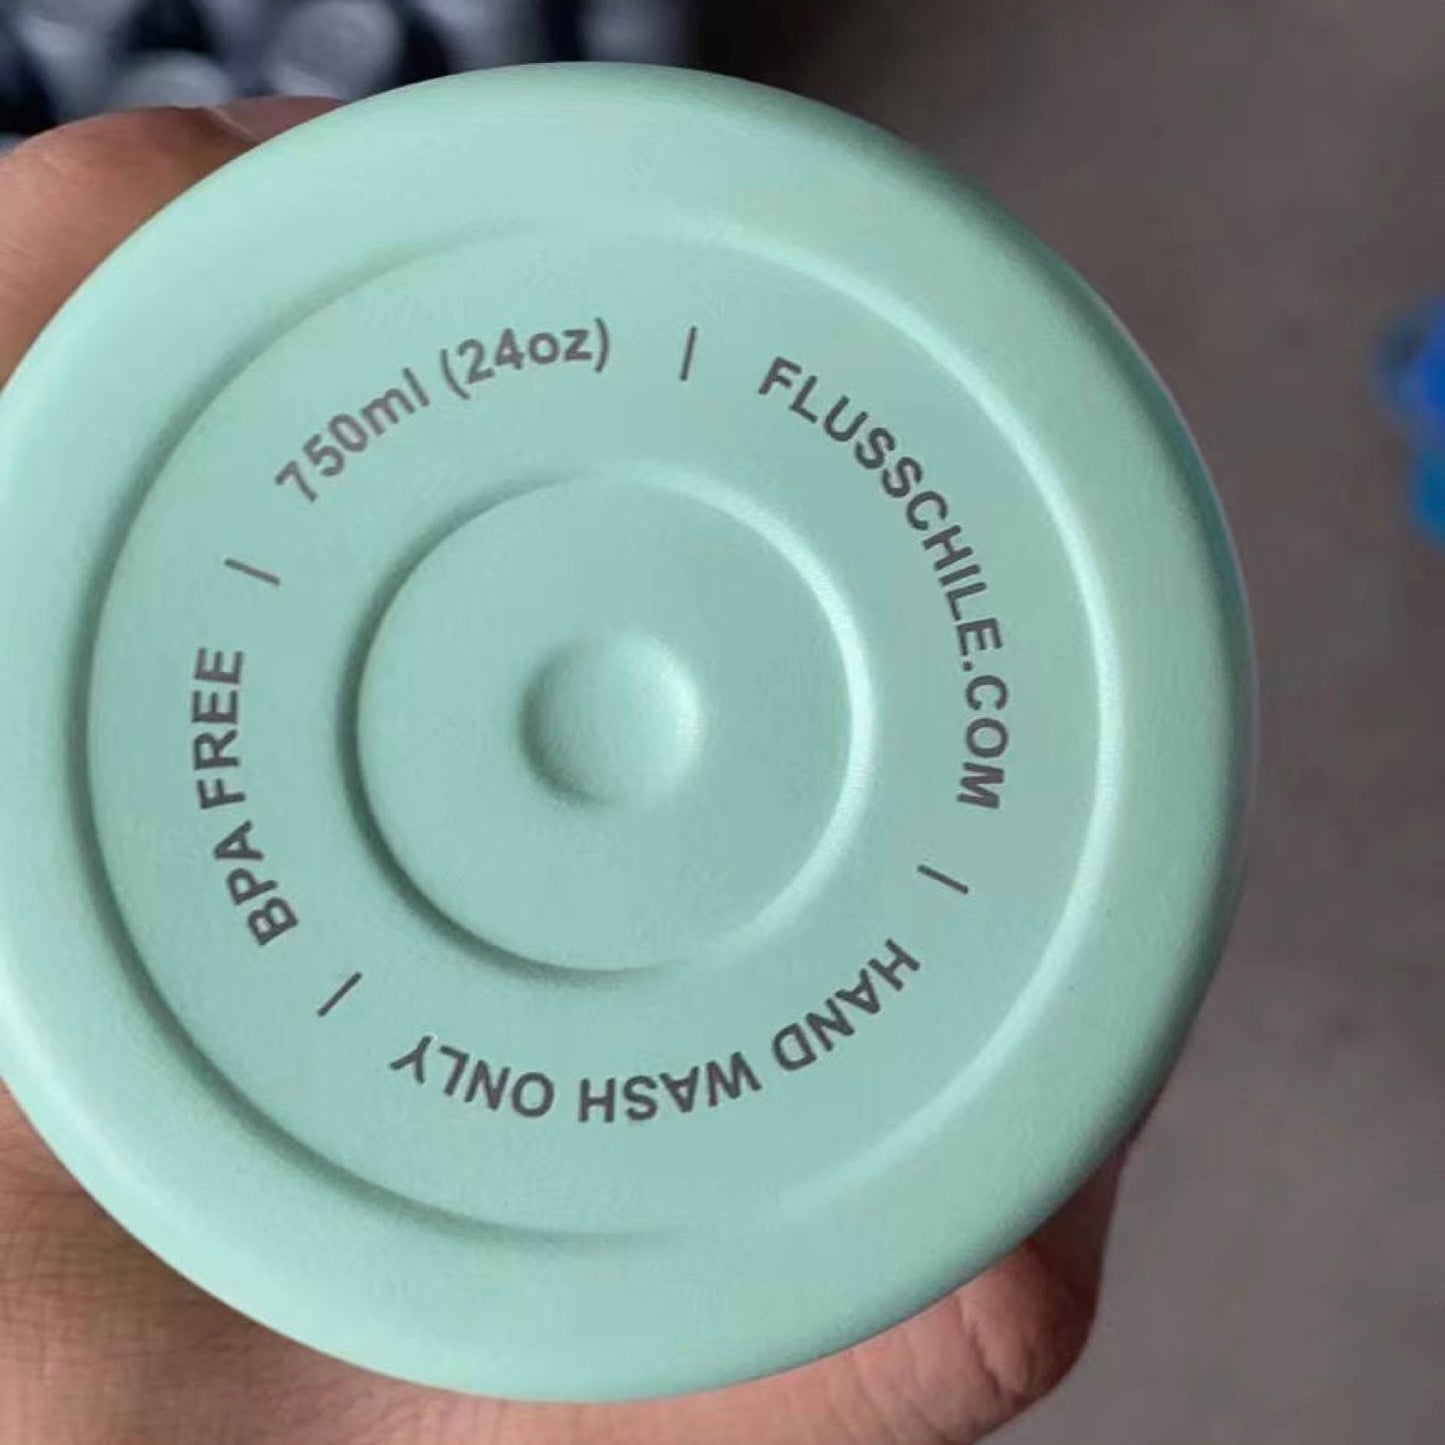 750ml (24oz) | FLUSSCHILE.COM | HAND WASH ONLY | BPA FREE |